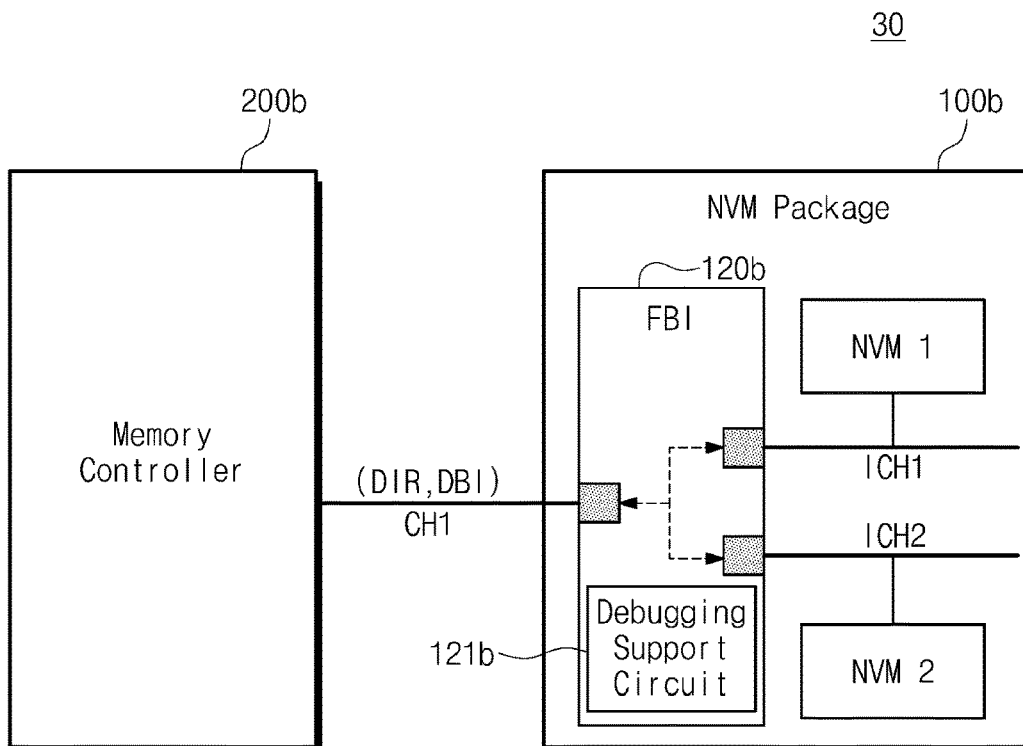 30
200b
100b
NVM Package
120b
FBI
NVM 1
Memory
Controller
(DIR,DBI)
CH1
ICH1
ICH2
Debugging
Support
Circuit
121b
NVM 2